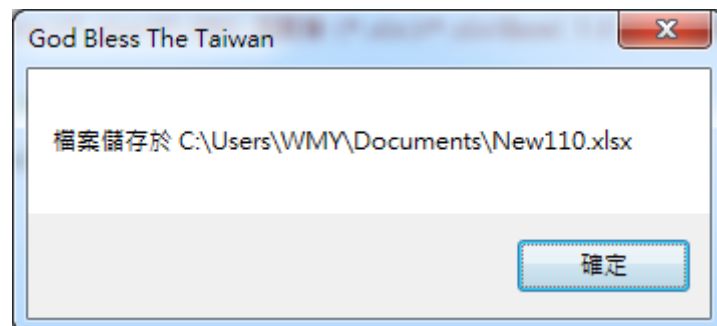 God Bless The Taiwan
檔案儲存於 C:\Users\WMY\Documents\New110.xlsx
確定